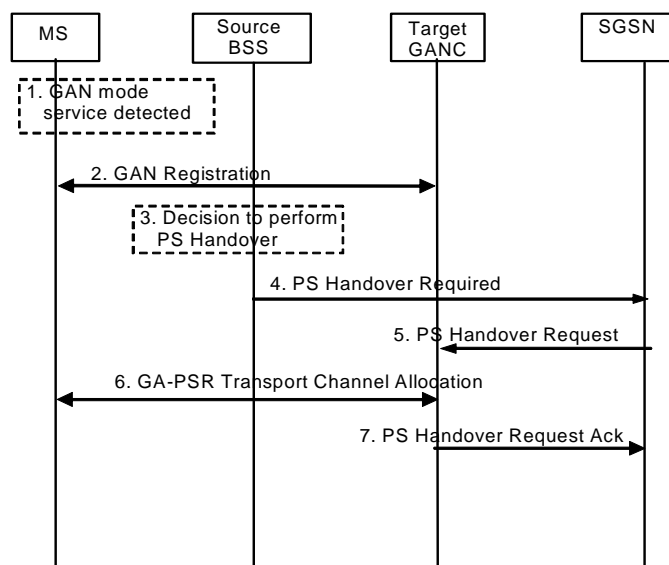 MS
Source
BSS
Target
GANC
SGSN
1. GAN mode
service detected
2. GAN Registration
3. Decision to perform
PS Handover
4. PS Handover Required
5. PS Handover Request
6. GA-PSR Transport Channel Allocation
7. PS Handover Request Ack